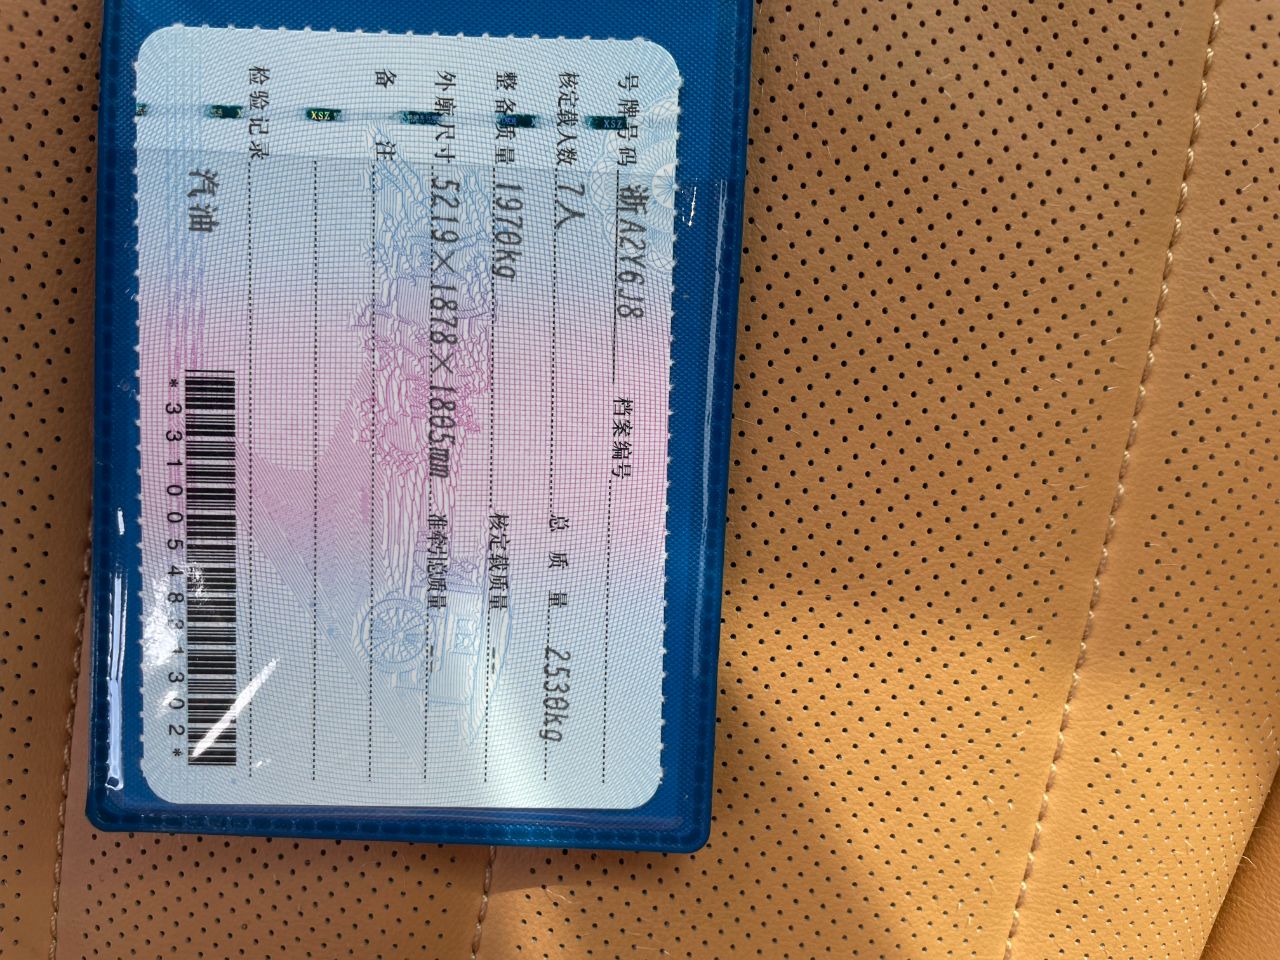 号牌号码 浙A2Y6J8 档案编号
核定载人数 7人 总质量 2530kg
整备质量 1970kg 核定载质量 --
外廓尺寸 5219×1878×1805mm 准牵引总质量 --
备注
检验记录
汽油
*3310054831302*
XSZ
XSZ